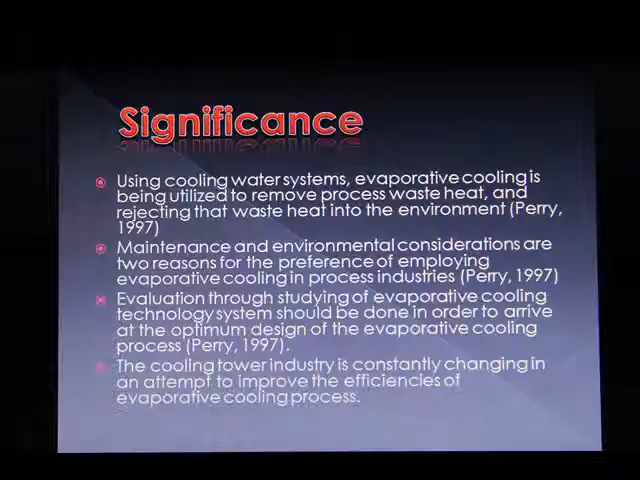 Significance
Using cooling water systems, evaporative cooling is
being utilized to remove process waste heat, and
rejecting that waste heat into the environment (Perry,
1997)
Maintenance and environmental considerations are
two reasons for the preference of employing
evaporative cooling in process industries (Perry, 1997)
Evaluation through studying of evaporative cooling
technology system should be done in order to arrive
at the optimum design of the evaporative cooling
process (Perry, 1997).
The cooling tower industry is constantly changing in
an attempt to improve the efficiencies of
evaporative cooling process.